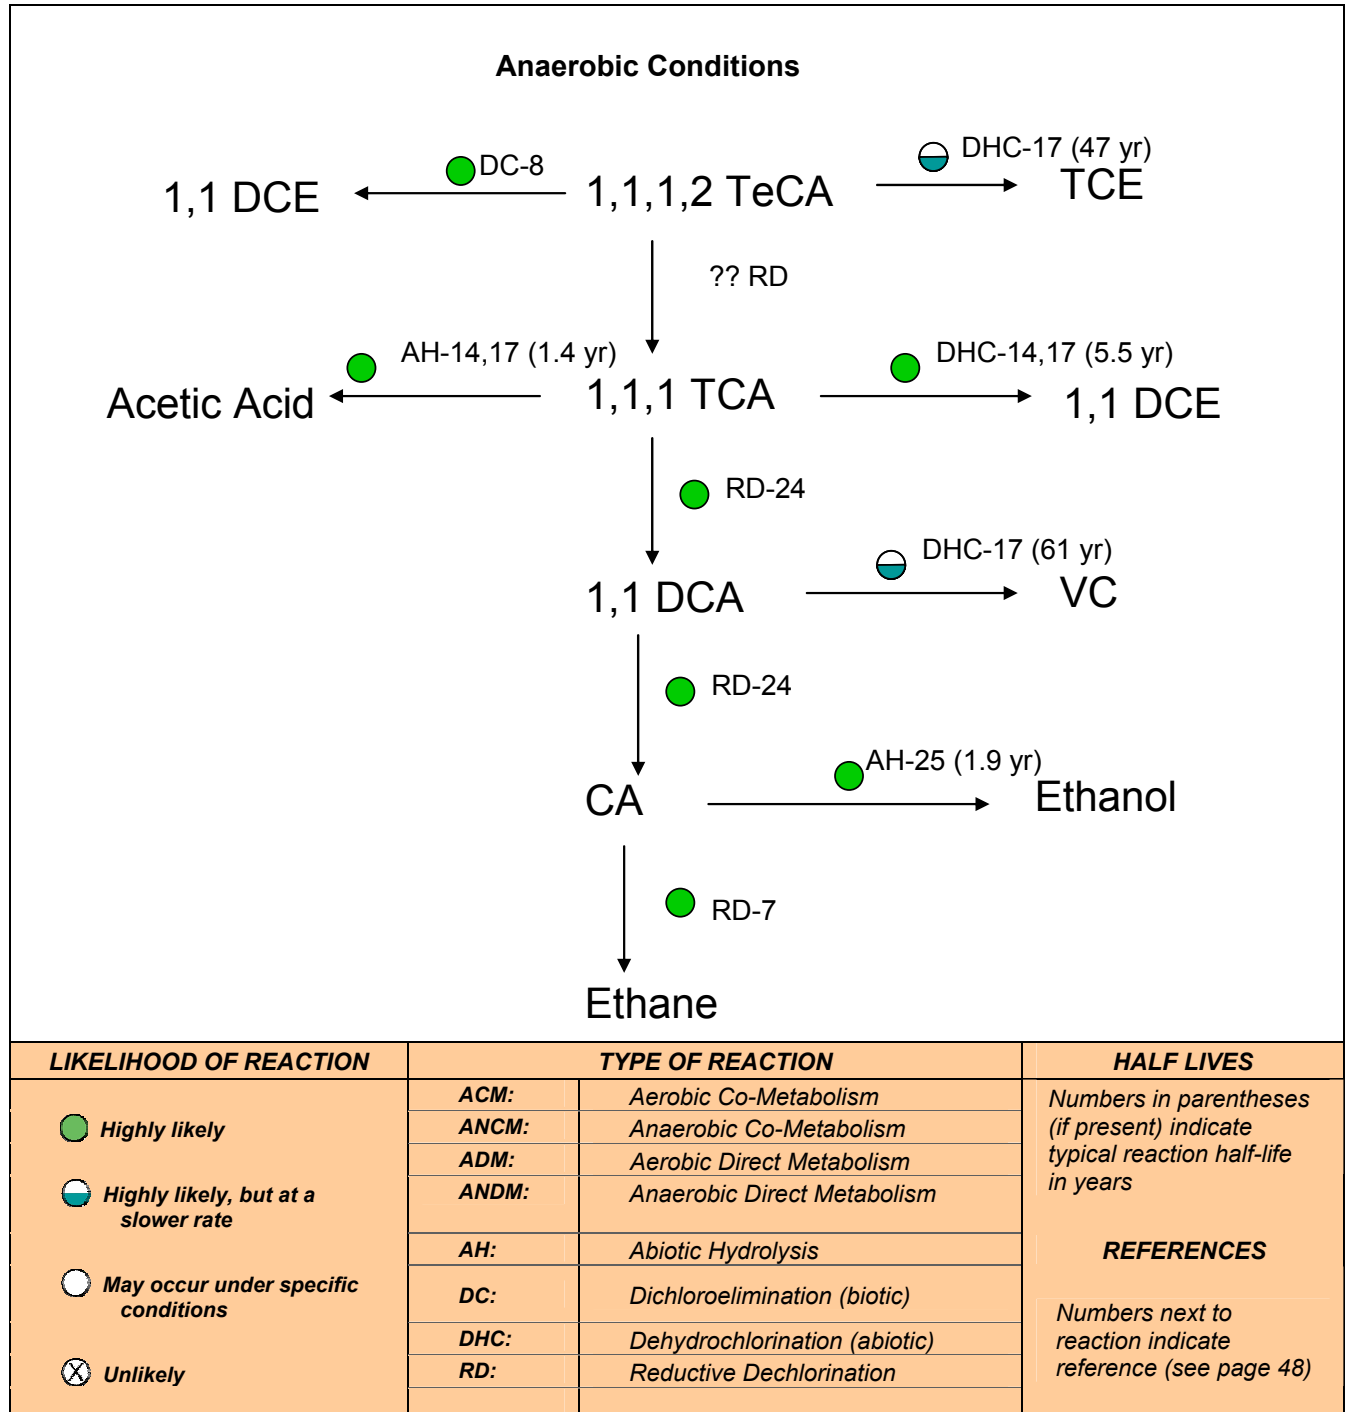 Anaerobic Conditions
DC-8
DHC-17 (47 yr)
1,1 DCE
1,1,1,2 TeCA
TCE
?? RD
AH-14,17 (1.4 yr)
DHC-14,17 (5.5 yr)
Acetic Acid
1,1,1 TCA
1,1 DCE
RD-24
DHC-17 (61 yr)
1,1 DCA
VC
RD-24
AH-25 (1.9 yr)
CA
Ethanol
RD-7
Ethane
LIKELIHOOD OF REACTION
Highly likely
Highly likely, but at a
slower rate
May occur under specific
conditions
X Unlikely
TYPE OF REACTION
ACM: Aerobic Co-Metabolism
ANCM: Anaerobic Co-Metabolism
ADM: Aerobic Direct Metabolism
ANDM: Anaerobic Direct Metabolism
AH: Abiotic Hydrolysis
DC: Dichloroelimination (biotic)
DHC: Dehydrochlorination (abiotic)
RD: Reductive Dechlorination
HALF LIVES
Numbers in parentheses
(if present) indicate
typical reaction half-life
in years
REFERENCES
Numbers next to
reaction indicate
reference (see page 48)